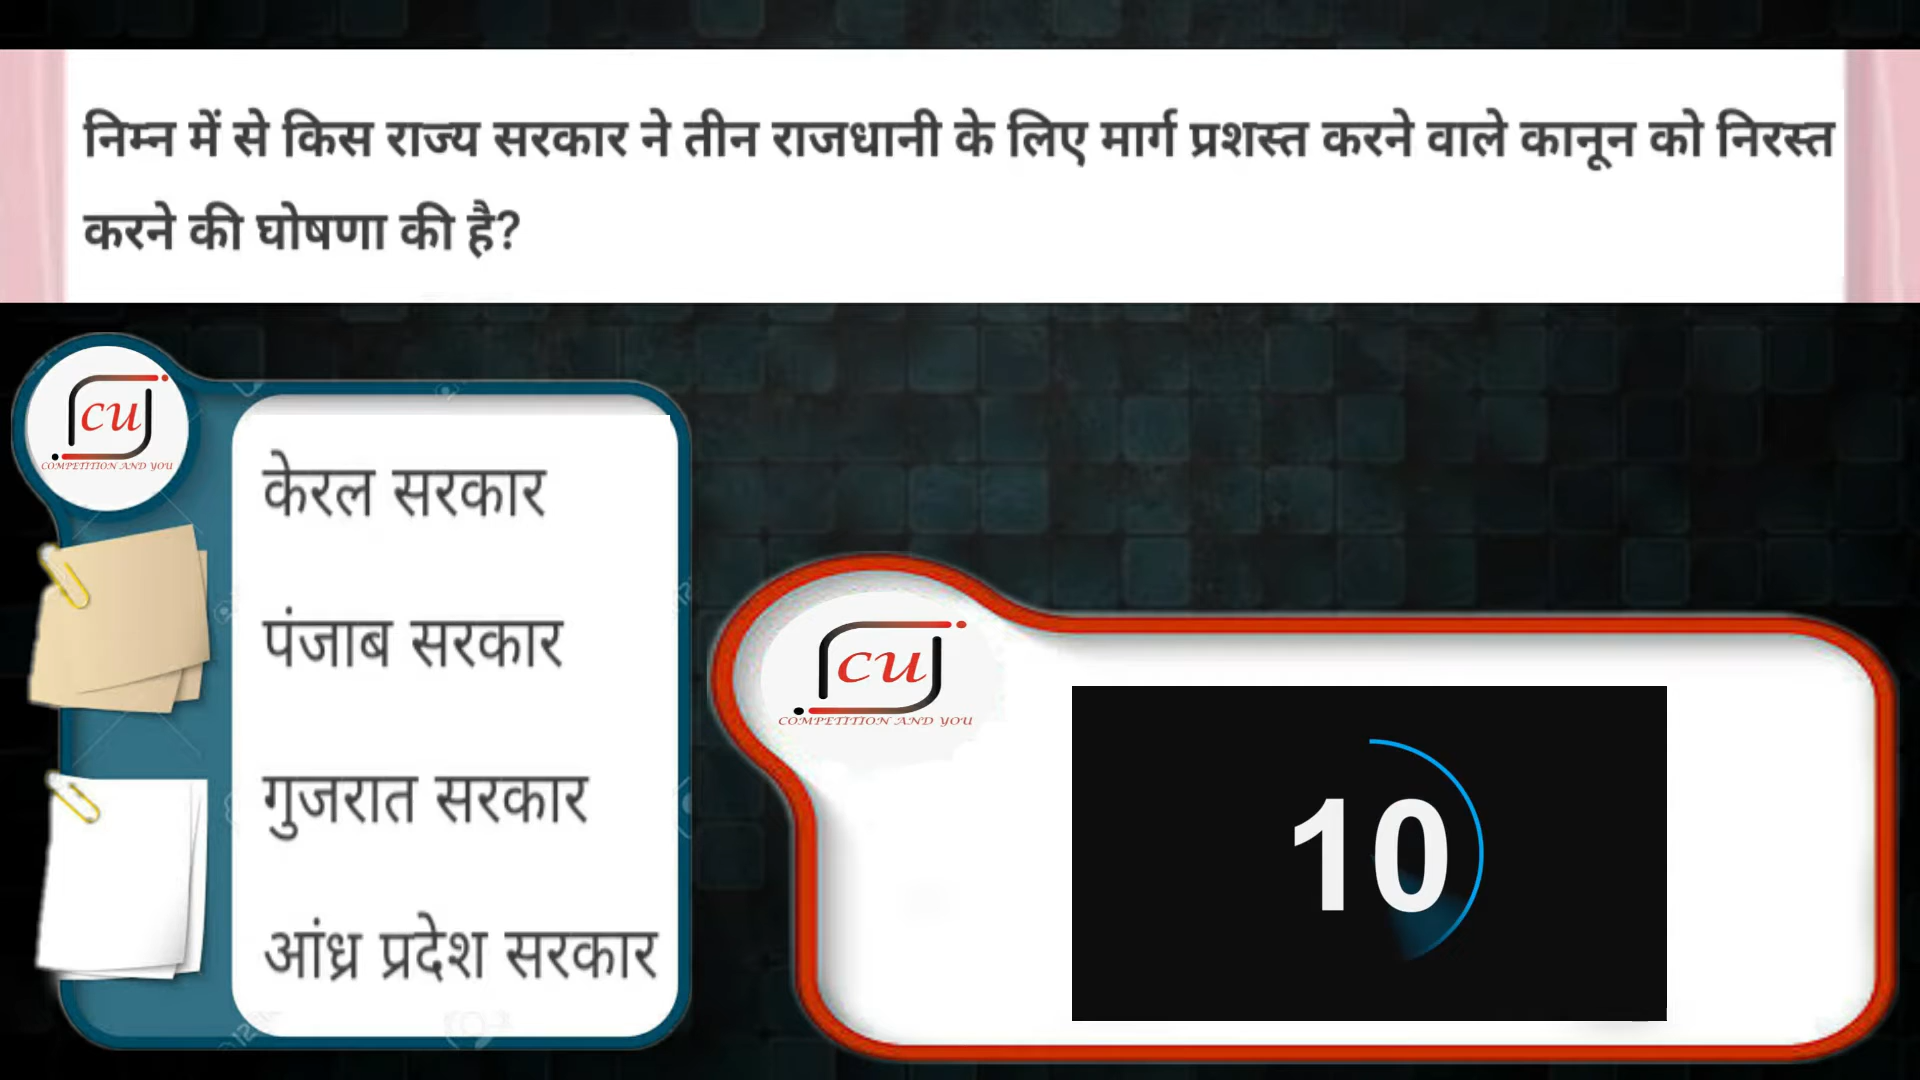 निम्न में से किस राज्य सरकार ने तीन राजधानी के लिए मार्ग प्रशस्त करने वाले कानून को निरस्त
करने की घोषणा की है?
CU
COMPETITION AND YOU
केरल सरकार
पंजाब सरकार
गुजरात सरकार
आंध्र प्रदेश सरकार
CU
COMPETITION AND YOU
10